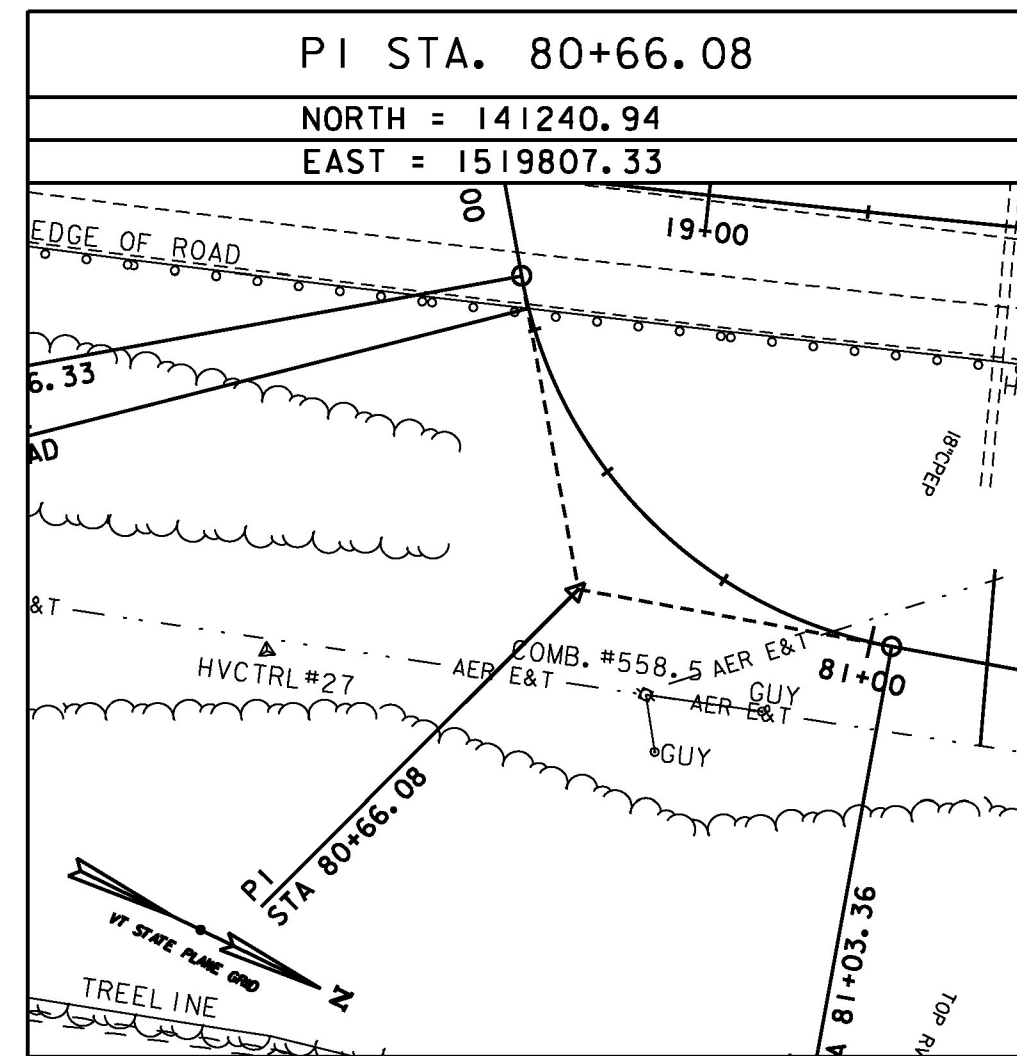 PI STA. 80+66.08
NORTH = 141240.94
EAST = 1519807.33
00
19+00
EDGE OF ROAD
6.33
AD
H
18"CPEP
&T
HVCTRL #27
AER E&T
COMB. #558.5
AER E&T
81+00
GUY
AER E&T
GUY
PI
STA 80+66.08
VT STATE PLANE GRID
N
TREELINE
A 81+03.36
TOP RW